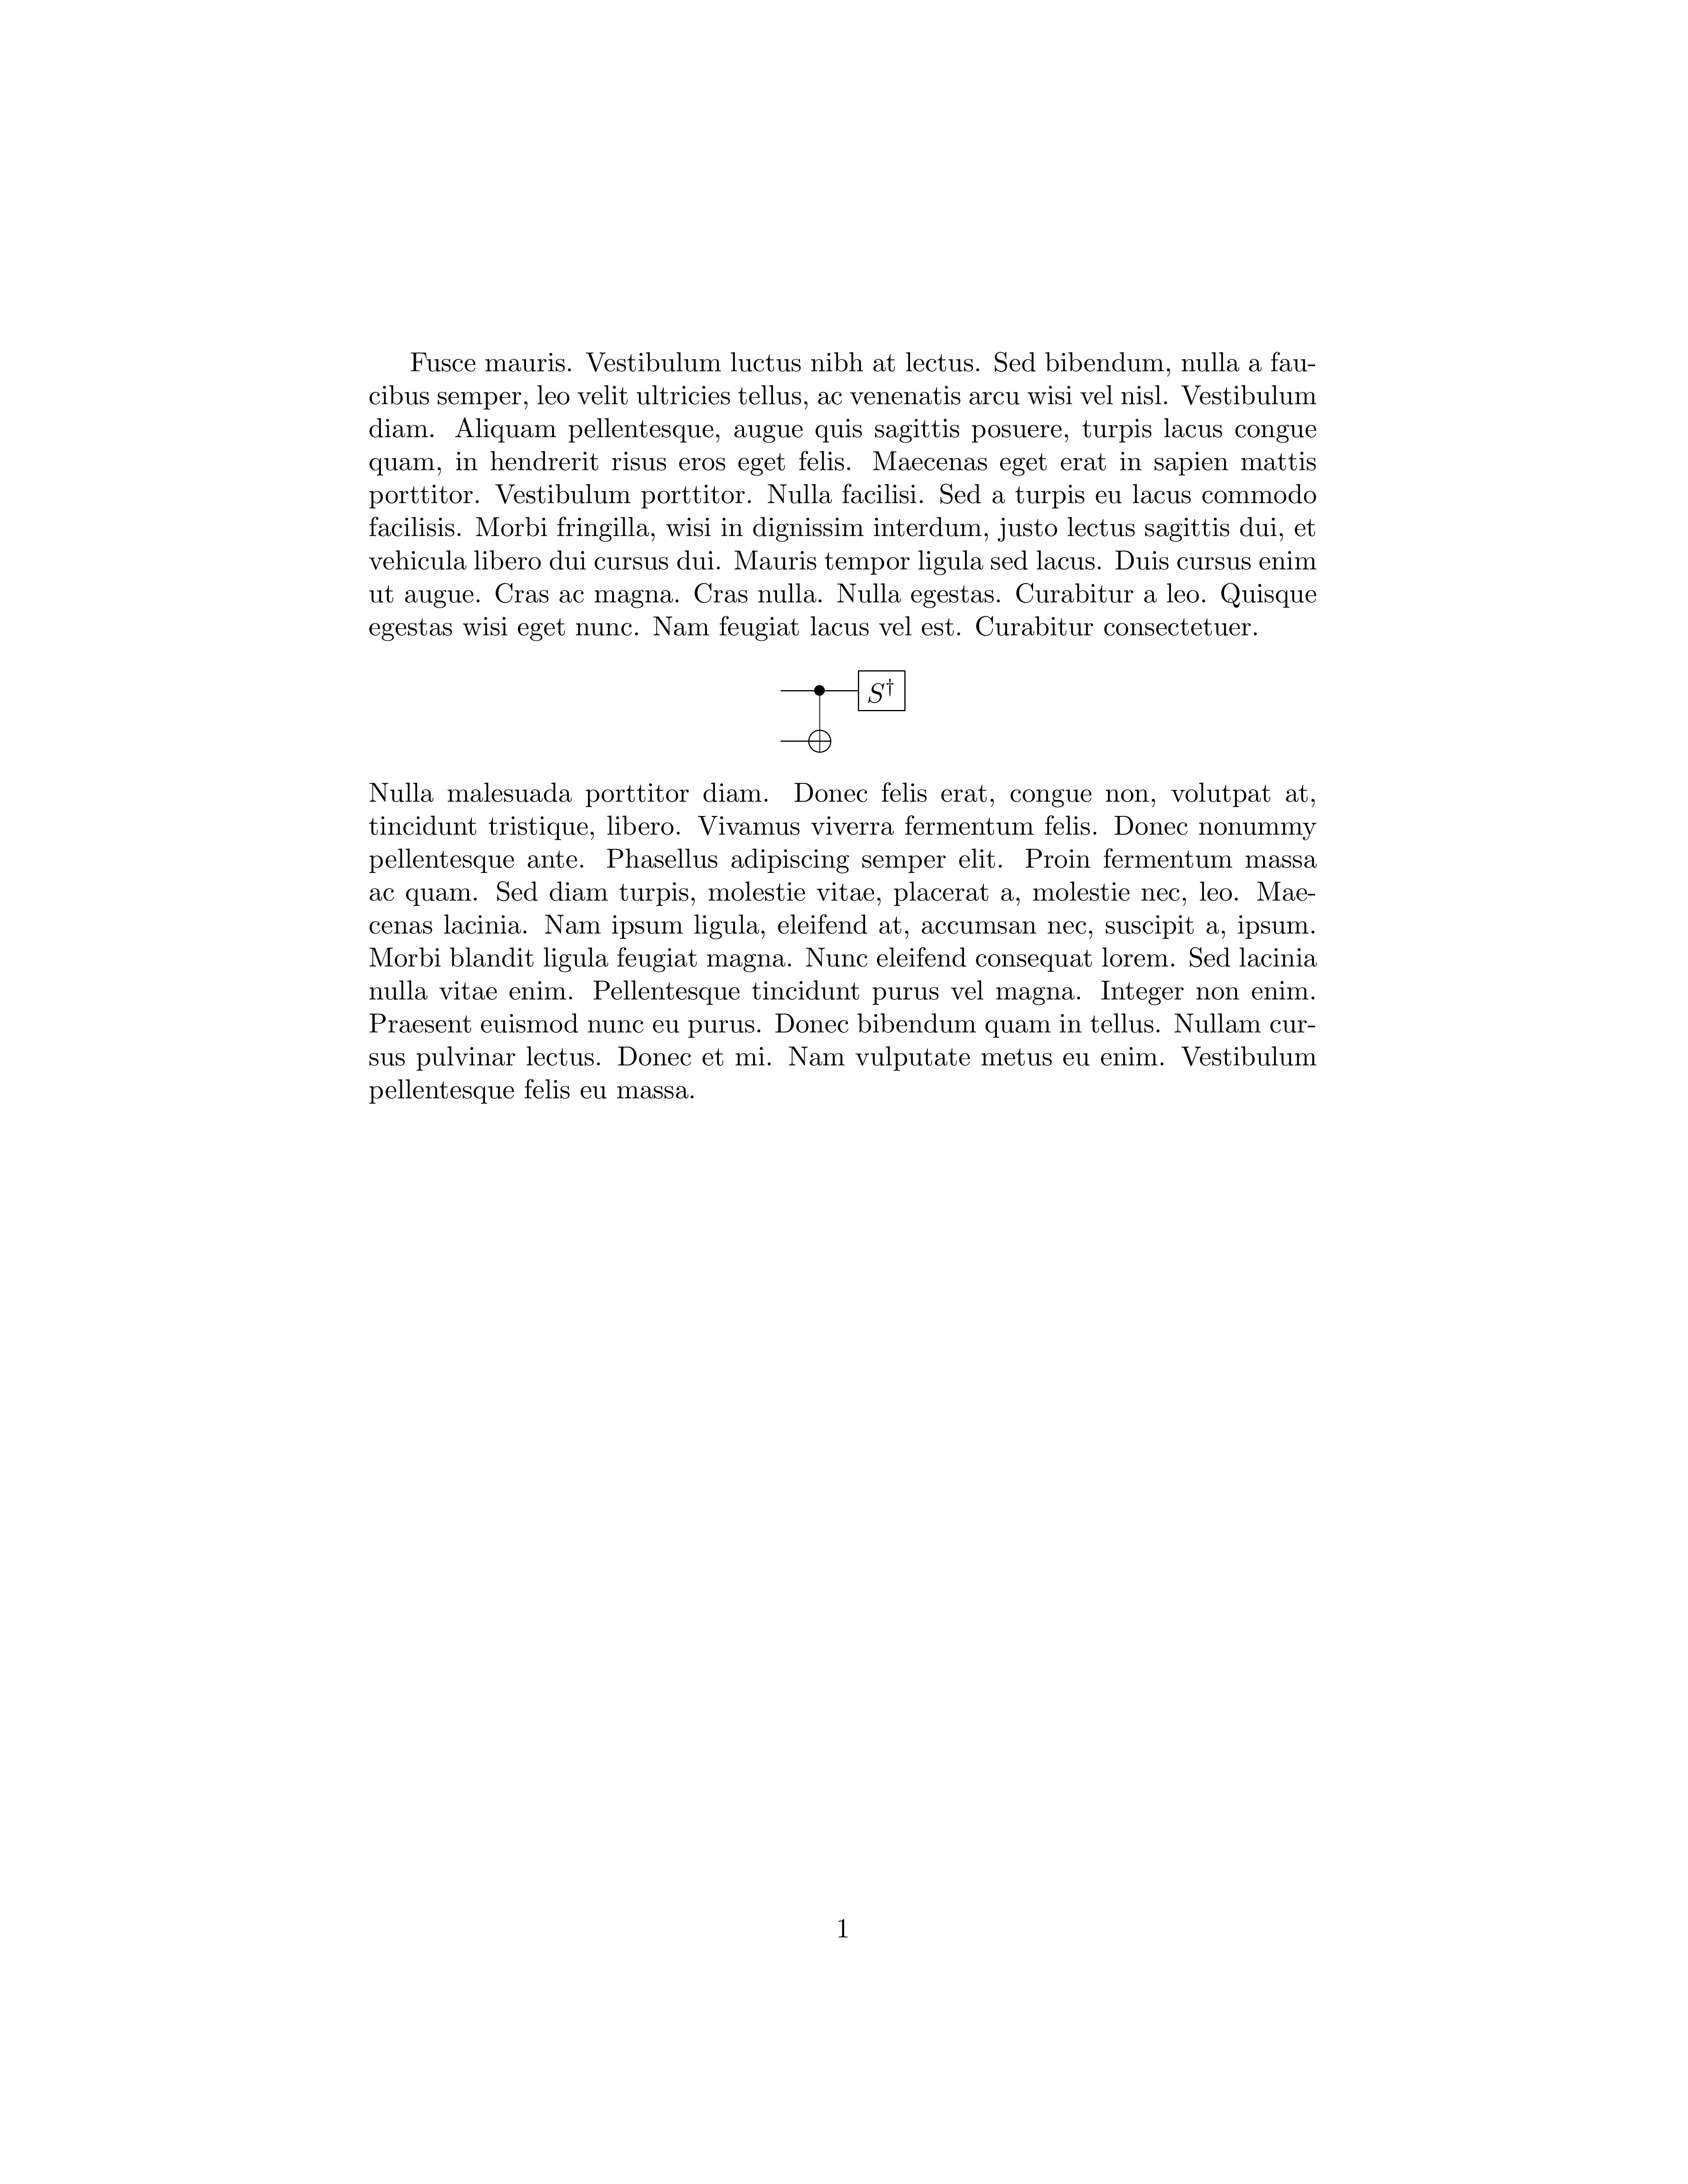 Fusce mauris. Vestibulum luctus nibh at lectus. Sed bibendum, nulla a fau-
cibus semper, leo velit ultricies tellus, ac venenatis arcu wisi vel nisl. Vestibulum
diam. Aliquam pellentesque, augue quis sagittis posuere, turpis lacus congue
quam, in hendrerit risus eros eget felis. Maecenas eget erat in sapien mattis
porttitor. Vestibulum porttitor. Nulla facilisi. Sed a turpis eu lacus commodo
facilisis. Morbi fringilla, wisi in dignissim interdum, justo lectus sagittis dui, et
vehicula libero dui cursus dui. Mauris tempor ligula sed lacus. Duis cursus enim
ut augue. Cras ac magna. Cras nulla. Nulla egestas. Curabitur a leo. Quisque
egestas wisi eget nunc. Nam feugiat lacus vel est. Curabitur consectetuer.
S†
Nulla malesuada porttitor diam. Donec felis erat, congue non, volutpat at,
tincidunt tristique, libero. Vivamus viverra fermentum felis. Donec nonummy
pellentesque ante. Phasellus adipiscing semper elit. Proin fermentum massa
ac quam. Sed diam turpis, molestie vitae, placerat a, molestie nec, leo. Mae-
cenas lacinia. Nam ipsum ligula, eleifend at, accumsan nec, suscipit a, ipsum.
Morbi blandit ligula feugiat magna. Nunc eleifend consequat lorem. Sed lacinia
nulla vitae enim. Pellentesque tincidunt purus vel magna. Integer non enim.
Praesent euismod nunc eu purus. Donec bibendum quam in tellus. Nullam cur-
sus pulvinar lectus. Donec et mi. Nam vulputate metus eu enim. Vestibulum
pellentesque felis eu massa.
1